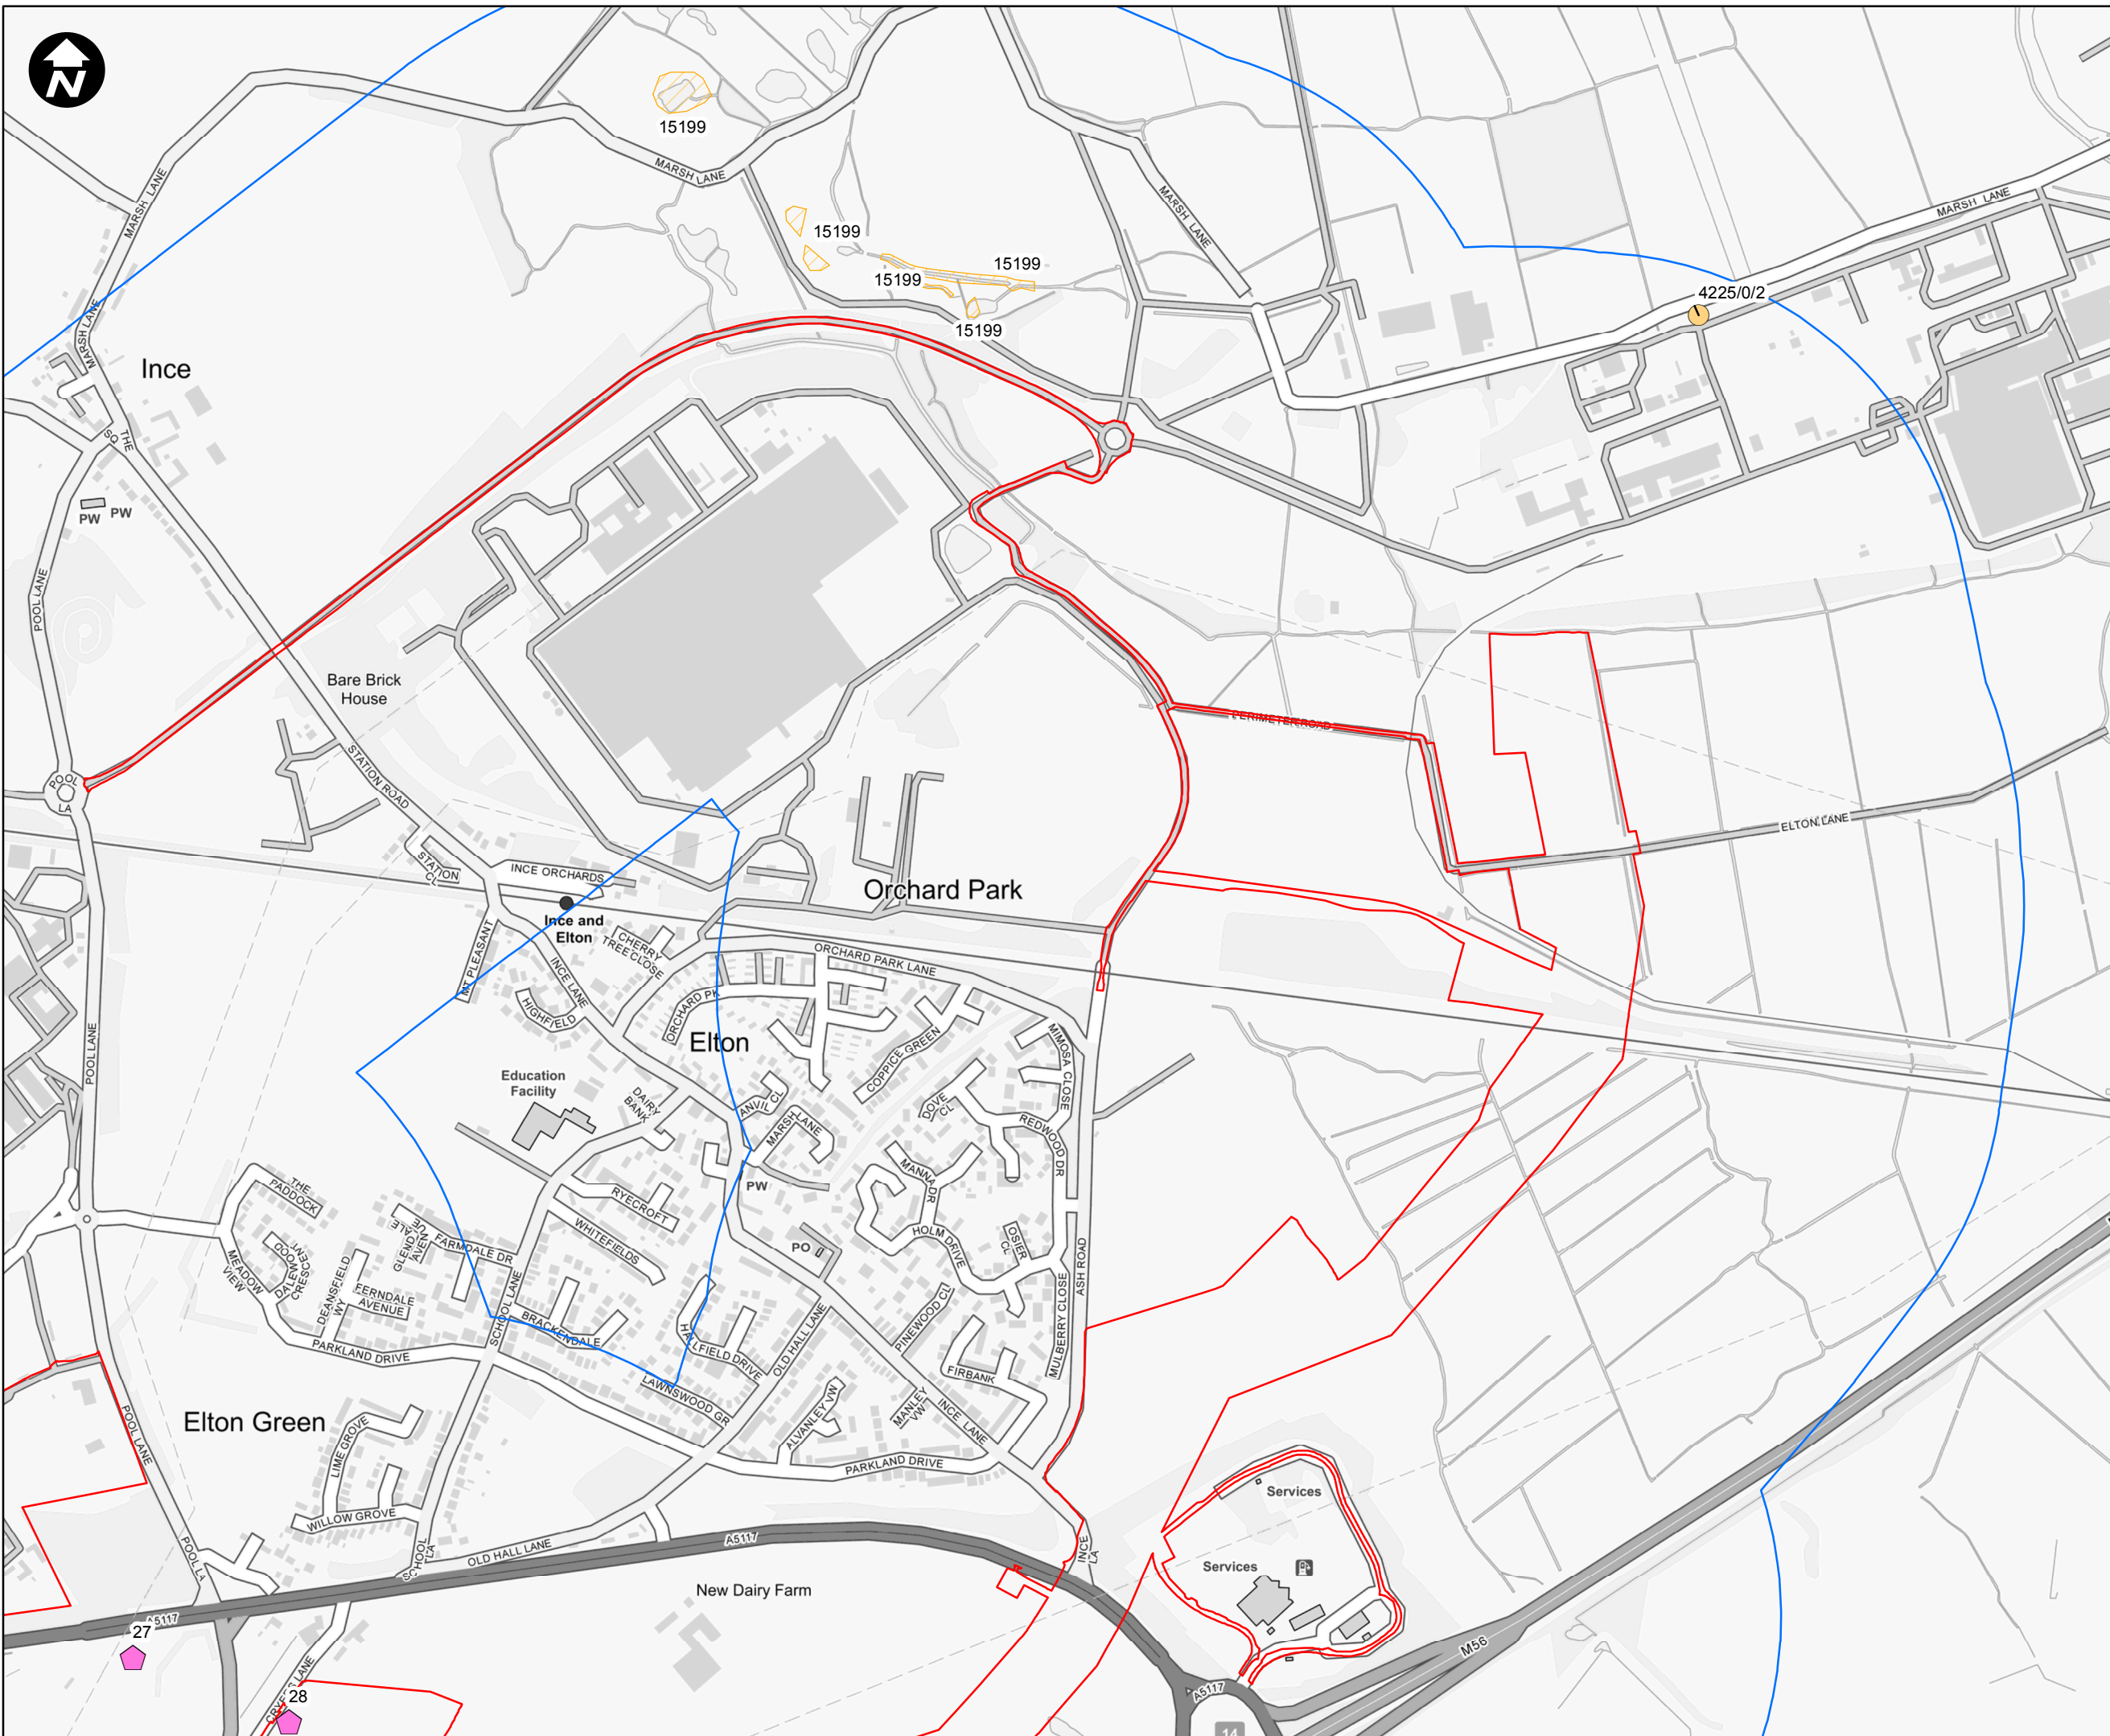 N
15199
MARSH LANE
MARSH LANE
MARSH LANE
MARSH LANE
15199
15199
15199
15199
4225/0/2
MARSH LANE
Ince
THE
SQ
PW
PW
POOL LANE
Bare Brick
House
STATION ROAD
PERIMETER ROAD
POOL
LA
ELTON LANE
STATION
CL
INCE ORCHARDS
Orchard Park
Ince and
Elton
CHERRY
TREE CLOSE
MT PLEASANT
INCE LANE
ORCHARD PARK LANE
HIGHFIELD
ORCHARD PK
Elton
COPPICE GREEN
MIMOSA CLOSE
POOL LANE
Education
Facility
DAIRY
BANK
ANVIL CL
MARSH LANE
DOVE
CL
REDWOOD DR
MANNA DR
PW
THE
PADDOCK
RYECROFT
WHITEFIELDS
GLENDALE
AVENUE
FARMDALE DR
HOLM DRIVE
OSIER
CL
PO
ASH ROAD
MEADOW
VIEW
DALEWOOD
CRESCENT
DEANSFIELD
WY
FERNDALE
AVENUE
SCHOOL LANE
BRACKENDALE
HALLFIELD DRIVE
OLD HALL LANE
PINEWOOD CL
MULBERRY CLOSE
PARKLAND DRIVE
FIRBANK
LAWNSWOOD GR
ALVANLEY VW
MANLEY
VW
INCE LANE
Elton Green
POOL LANE
LIME GROVE
PARKLAND DRIVE
WILLOW GROVE
Services
POOL LA
SCHOOL
LA
OLD HALL LANE
A5117
INCE
LA
Services
New Dairy Farm
A5117
27
M56
28
CRYERS LANE
A5117
14